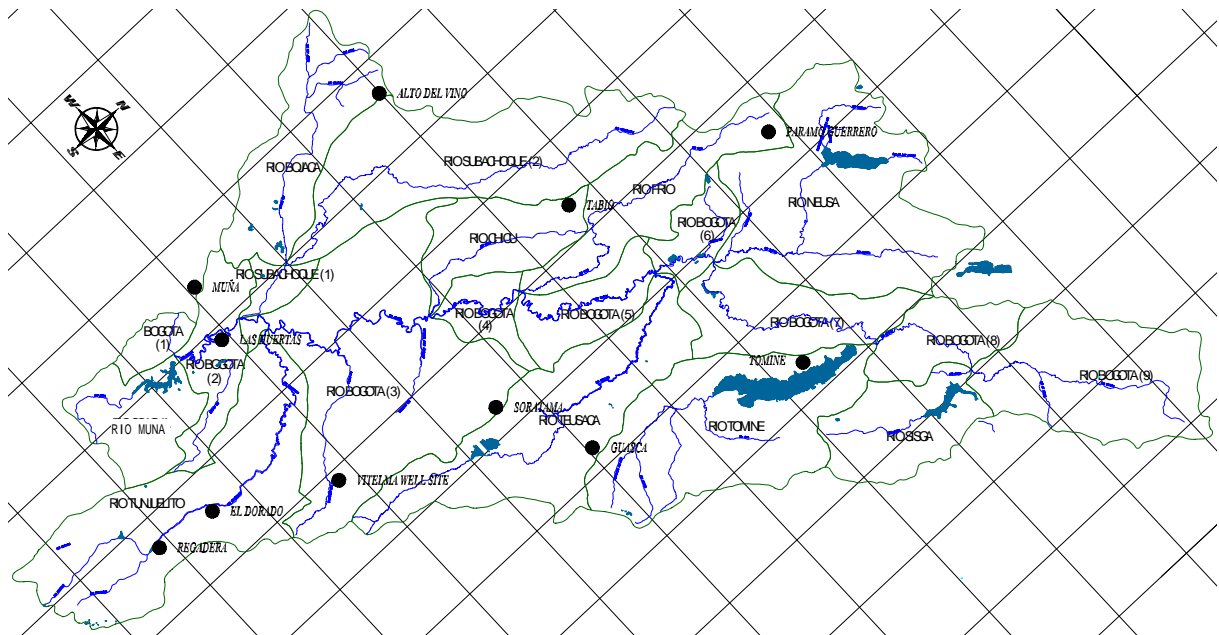 ALTO DEL VINO
W
N
S
E
PARAMO GUERRERO
RIO BOJACA
RIO SUBACHOQUE (2)
RIO FRIO
RIO NEUSA
TABIO
RIO BOGOTA
(6)
RIO CHICU
RIO SUBACHOQUE (1)
MUÑA
RIO BOGOTA
(4)
RIO BOGOTA (5)
RIO BOGOTA (7)
BOGOTA
(1)
LAS HUERTAS
RIO BOGOTA
(2)
RIO BOGOTA (8)
TOMINE
RIO BOGOTA (9)
RIO BOGOTA (3)
SORATAMA
RIO TEUSACA
RIO TOMINE
RIO MUNA
RIO SISGA
GUASCA
VITELMA WELL SITE
RIO TUNJUELITO
EL DORADO
REGADERA